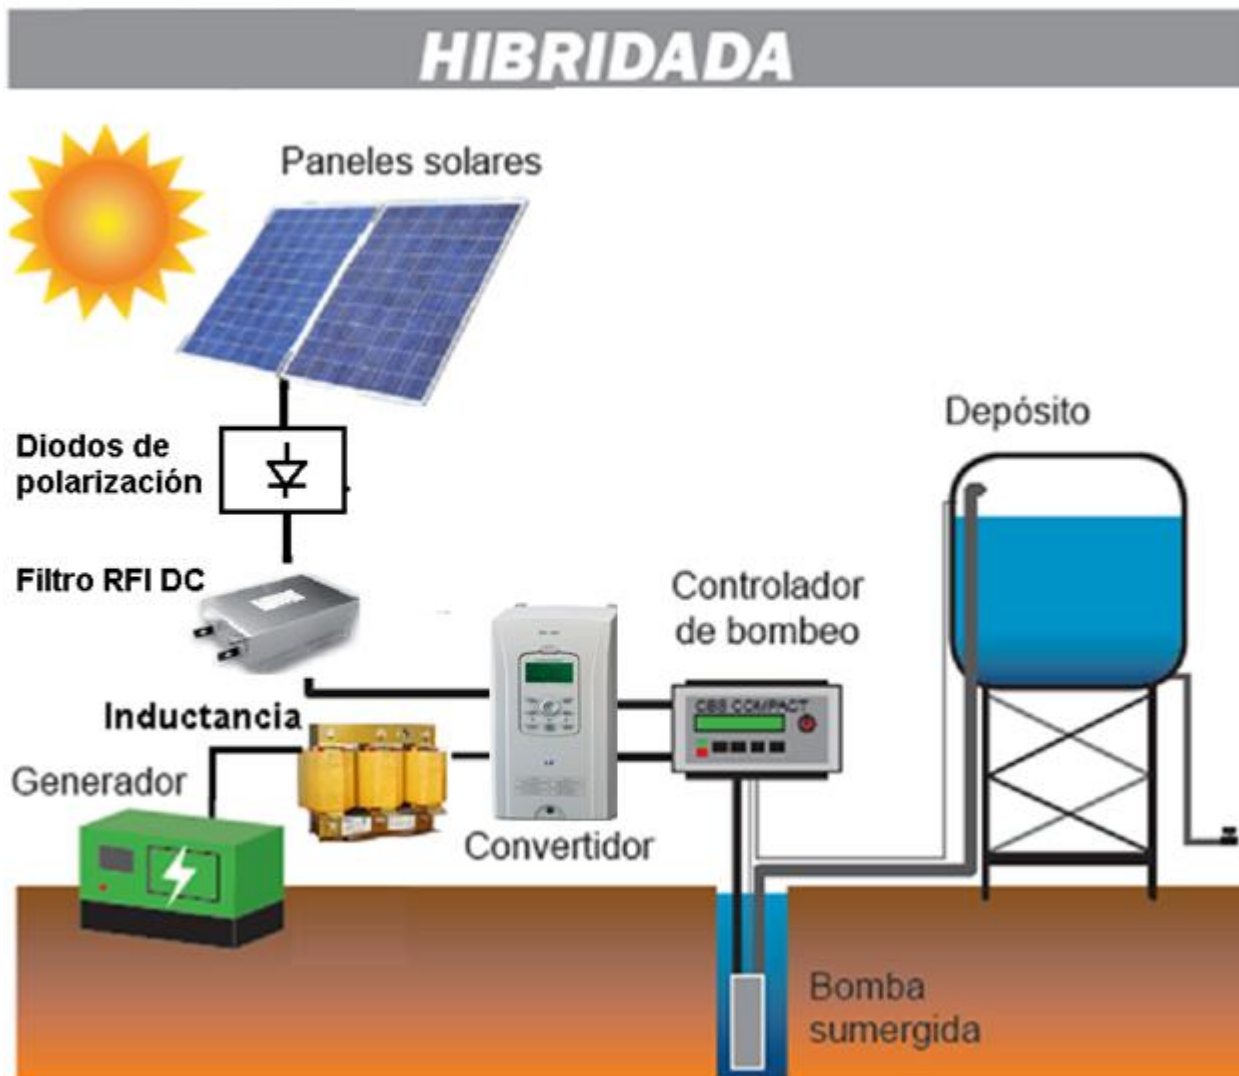 HIBRIDADA
Paneles solares
Diodos de
polarización
Depósito
Filtro RFI DC
Controlador
de bombeo
CBS COMPACT
Inductancia
Generador
Convertidor
Bomba
sumergida